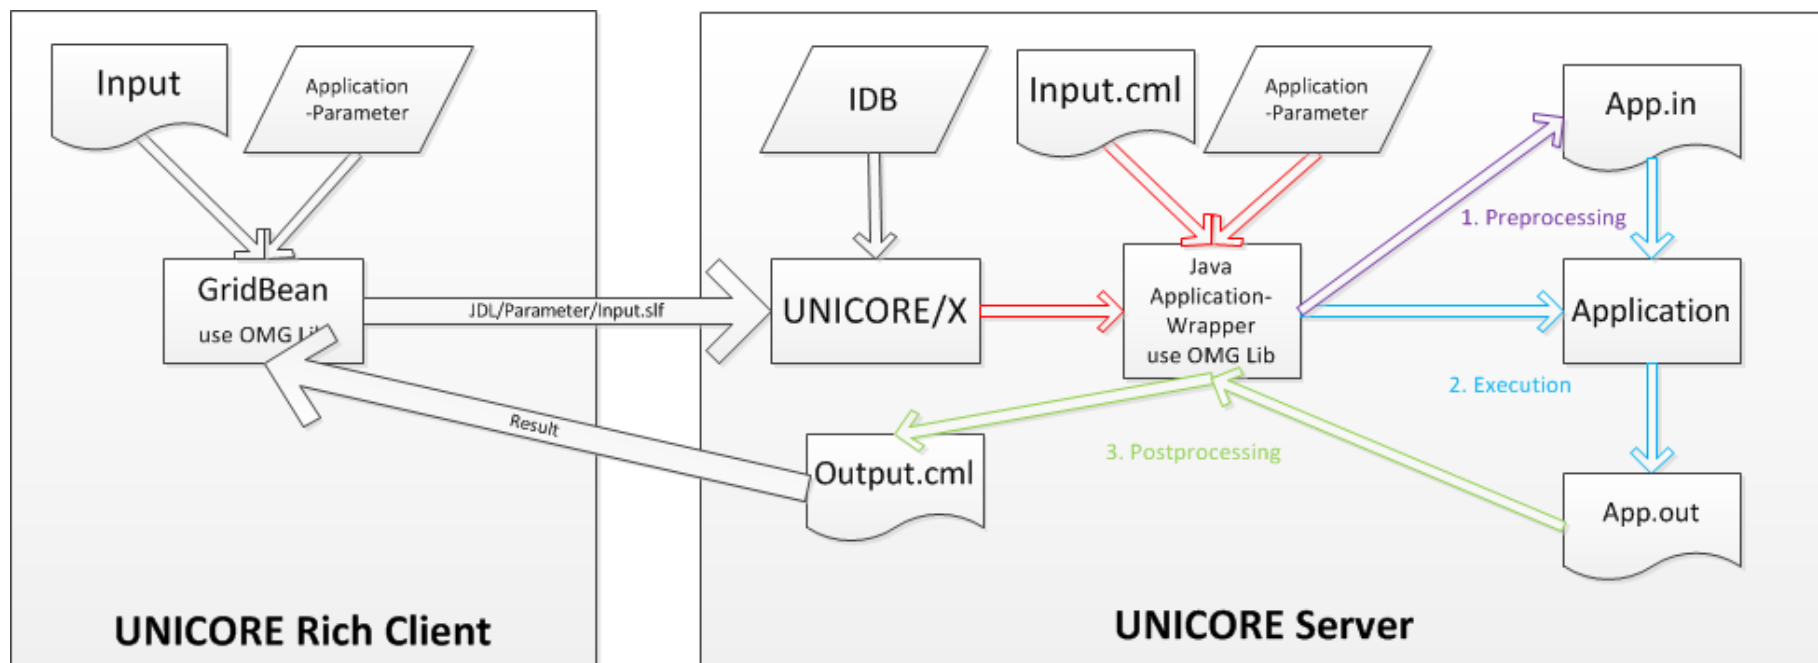 Input
Application
-Parameter
GridBean
use OMG Lib
JDL/Parameter/Input.slf
Result
UNICORE Rich Client
IDB
Input.cml
Application
-Parameter
App.in
1. Preprocessing
UNICORE/X
Java
Application-
Wrapper
use OMG Lib
Application
2. Execution
3. Postprocessing
Output.cml
App.out
UNICORE Server